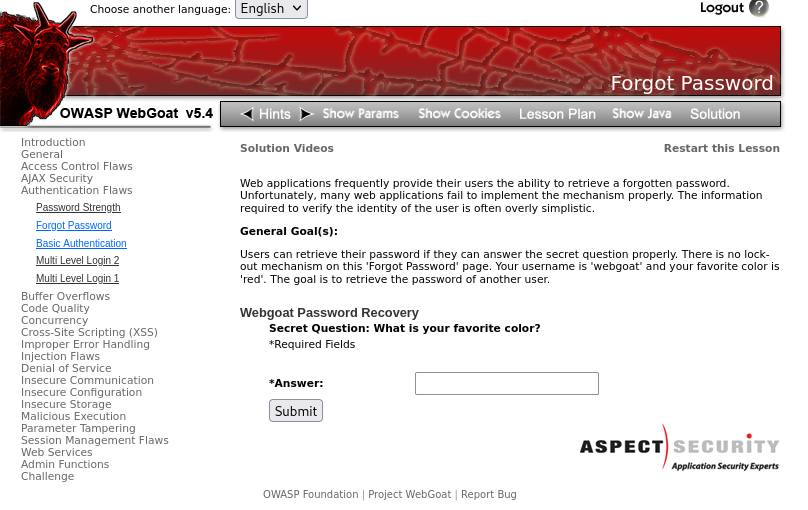 Choose another language: English
Logout ?
Forgot Password
OWASP WebGoat v5.4
Hints Show Params Show Cookies Lesson Plan Show Java Solution
Introduction
General
Access Control Flaws
AJAX Security
Authentication Flaws
Password Strength
Forgot Password
Basic Authentication
Multi Level Login 2
Multi Level Login 1
Buffer Overflows
Code Quality
Concurrency
Cross-Site Scripting (XSS)
Improper Error Handling
Injection Flaws
Denial of Service
Insecure Communication
Insecure Configuration
Insecure Storage
Malicious Execution
Parameter Tampering
Session Management Flaws
Web Services
Admin Functions
Challenge
Solution Videos Restart this Lesson
Web applications frequently provide their users the ability to retrieve a forgotten password.
Unfortunately, many web applications fail to implement the mechanism properly. The information
required to verify the identity of the user is often overly simplistic.
General Goal(s):
Users can retrieve their password if they can answer the secret question properly. There is no lock-
out mechanism on this 'Forgot Password' page. Your username is 'webgoat' and your favorite color is
'red'. The goal is to retrieve the password of another user.
Webgoat Password Recovery
Secret Question: What is your favorite color?
*Required Fields
*Answer:
Submit
ASPECT SECURITY
Application Security Experts
OWASP Foundation | Project WebGoat | Report Bug